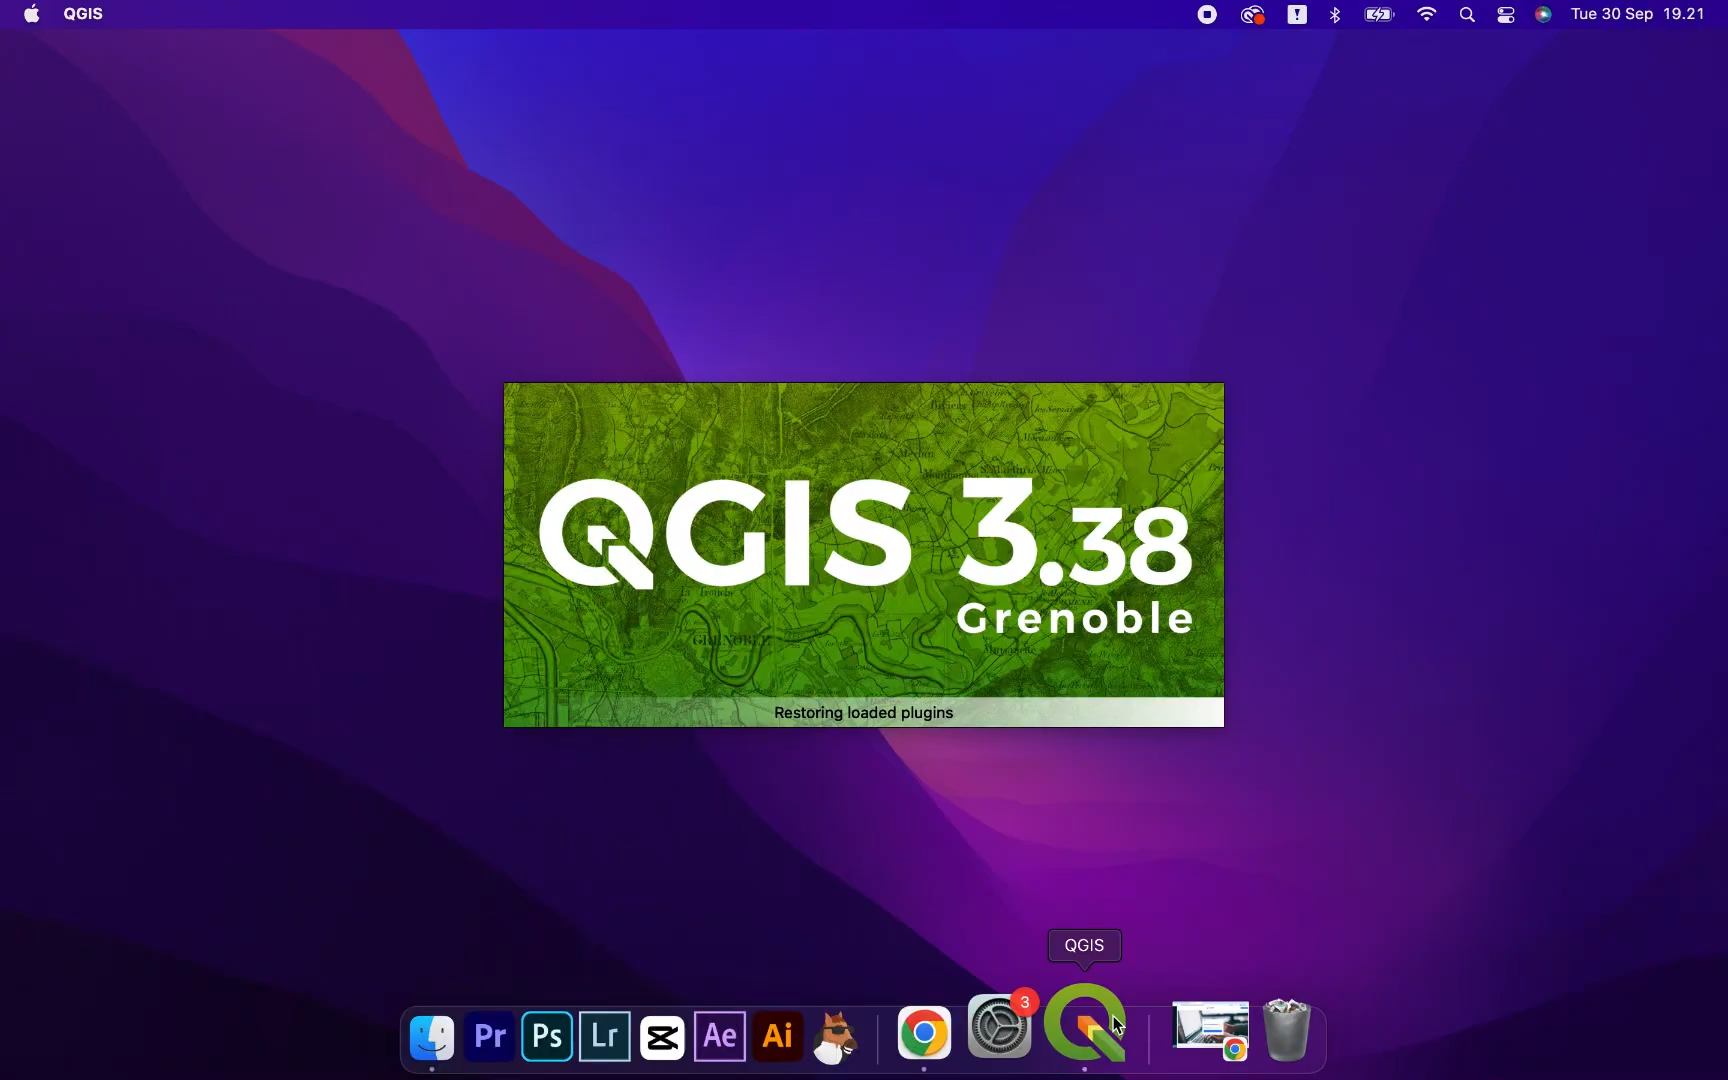 QGIS
Tue 30 Sep 19.21
QGIS 3.38
Grenoble
GRENOBLE
Restoring loaded plugins
QGIS
3
Pr
Ps
Lr
Ae
Ai